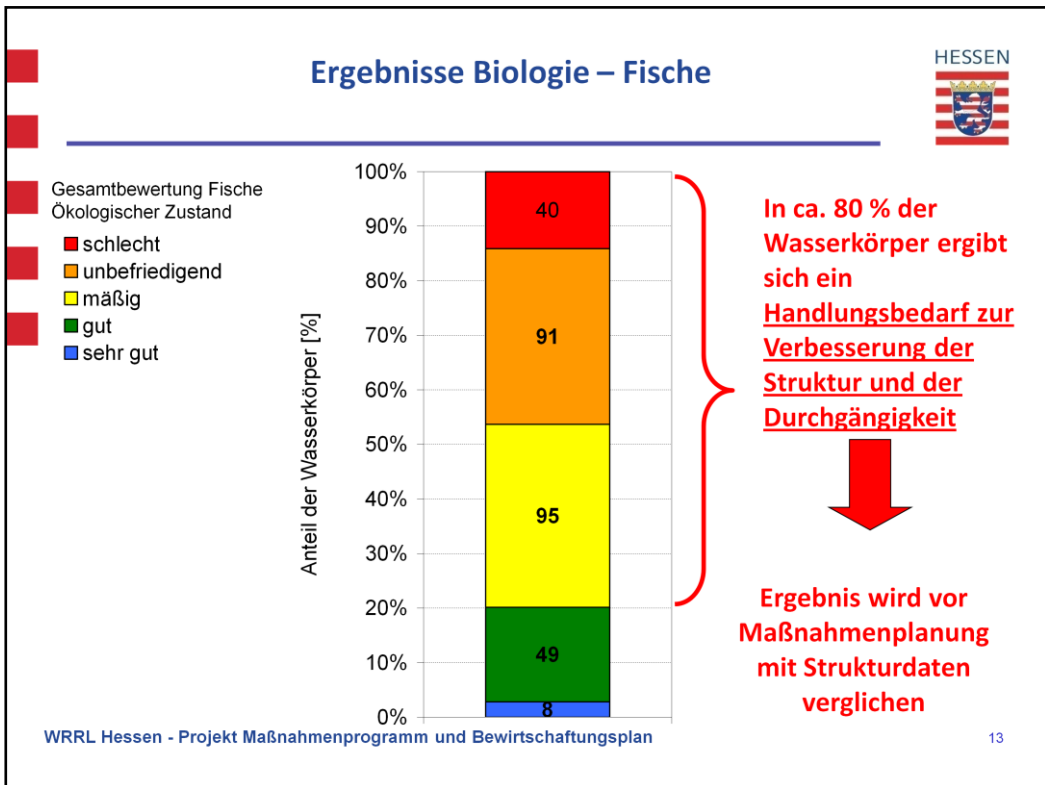 Ergebnisse Biologie – Fische
HESSEN
Gesamtbewertung Fische
Ökologischer Zustand
schlecht
unbefriedigend
mäßig
gut
sehr gut
Anteil der Wasserkörper [%]
100%
90%
80%
70%
60%
50%
40%
30%
20%
10%
0%
40
91
95
49
8
In ca. 80 % der
Wasserkörper ergibt
sich ein
Handlungsbedarf zur
Verbesserung der
Struktur und der
Durchgängigkeit
Ergebnis wird vor
Maßnahmenplanung
mit Strukturdaten
verglichen
WRRL Hessen - Projekt Maßnahmenprogramm und Bewirtschaftungsplan
13